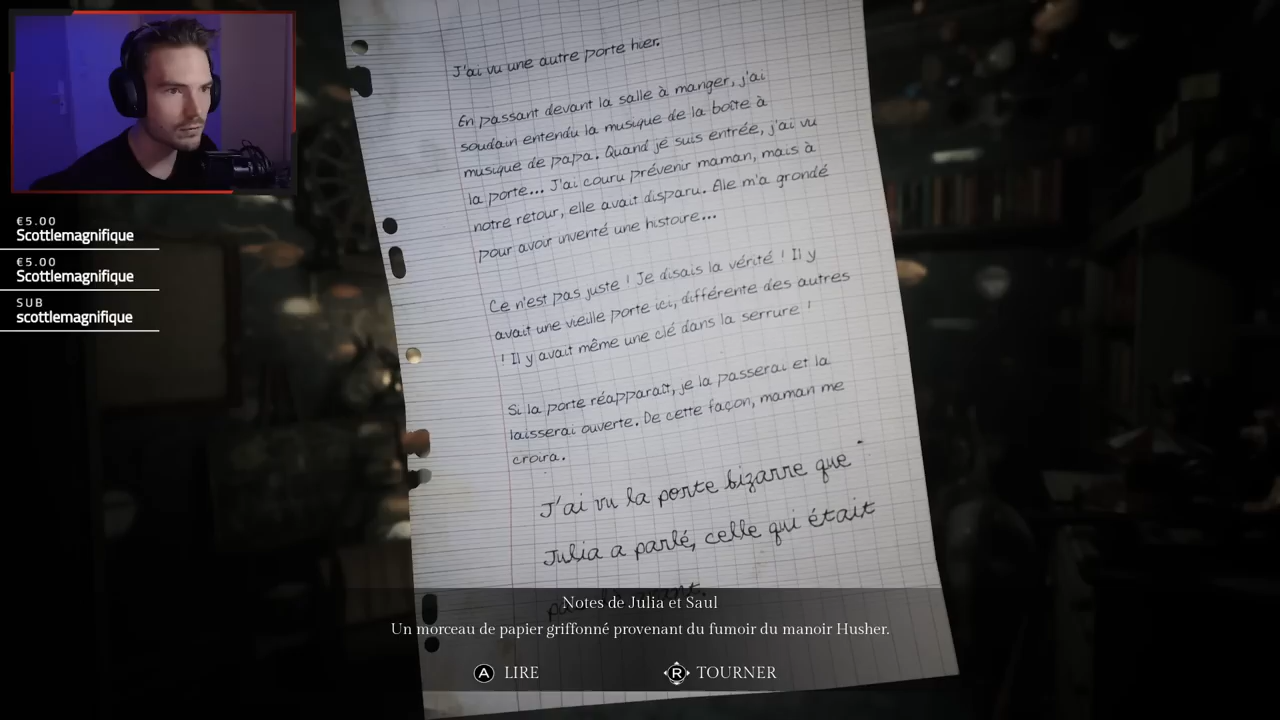 €5.00
Scottlemagnifique
€5.00
Scottlemagnifique
SUB
scottlemagnifique
J'ai vu une autre porte hier.
En passant devant la salle à manger, j'ai
soudain entendu la musique de la boîte à
musique de papa. Quand je suis entrée, j'ai vu
la porte... J'ai couru prévenir maman, mais à
notre retour, elle avait disparu. Elle m'a grondé
pour avoir inventé une histoire...
Ce n'est pas juste ! Je disais la vérité ! Il y
avait une vieille porte ici, différente des autres
! Il y avait même une clé dans la serrure !
Si la porte réapparaît, je la passerai et la
laisserai ouverte. De cette façon, maman me
croira.
J'ai vu la porte bizarre que
Julia a parlé, celle qui était
Notes de Julia et Saul
Un morceau de papier griffonné provenant du fumoir du manoir Husher.
A LIRE
R TOURNER